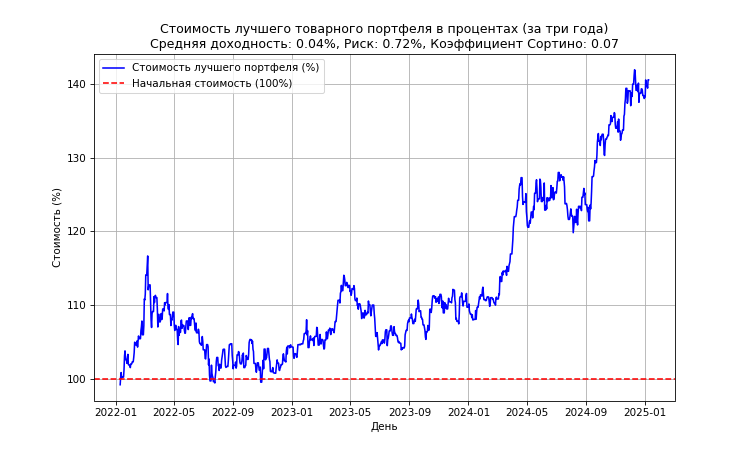 Стоимость лучшего товарного портфеля в процентах (за три года)
Средняя доходность: 0.04%, Риск: 0.72%, Коэффициент Сортино: 0.07
Стоимость лучшего портфеля (%)
Начальная стоимость (100%)
Стоимость (%)
140
130
120
110
100
2022-01 2022-05 2022-09 2023-01 2023-05 2023-09 2024-01 2024-05 2024-09 2025-01
День